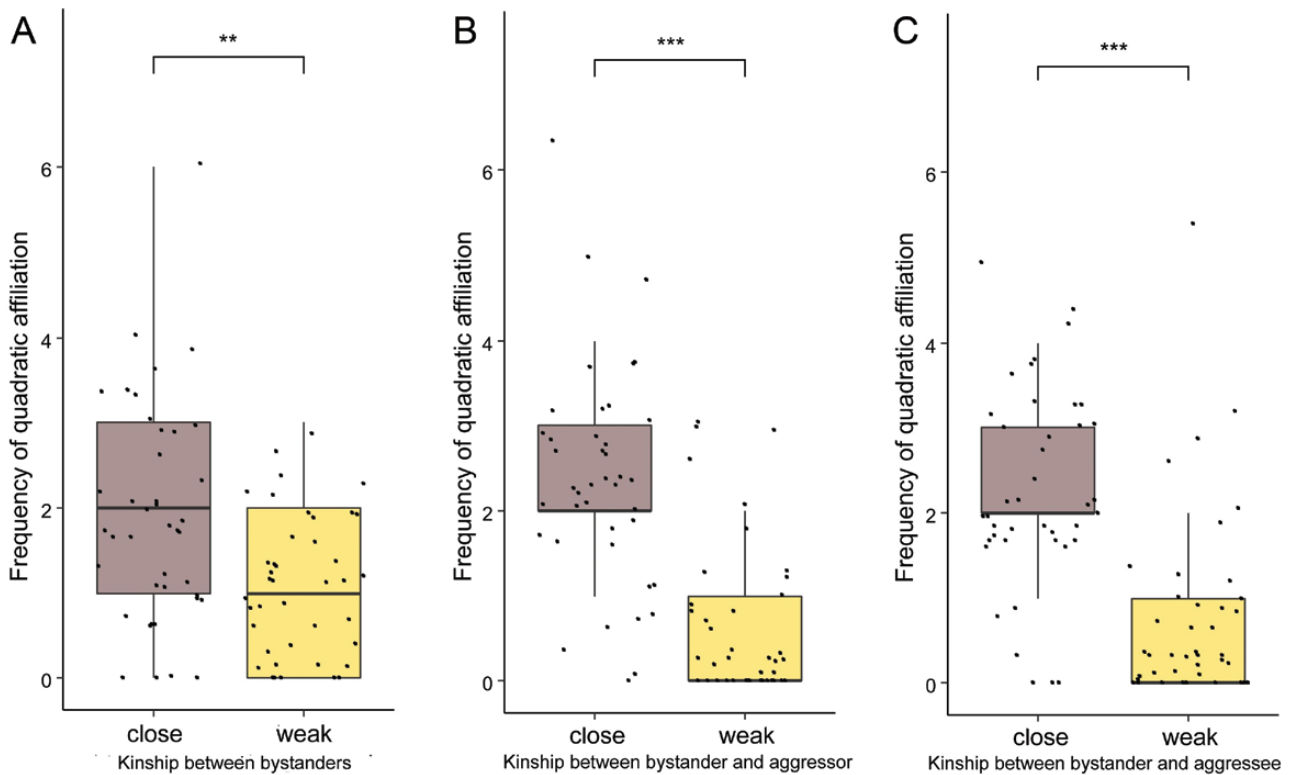 A
**
Frequency of quadratic affiliation
6
4
2
0
close
weak
Kinship between bystanders
B
***
Frequency of quadratic affiliation
6
4
2
0
close
weak
Kinship between bystander and aggressor
C
***
Frequency of quadratic affiliation
6
4
2
0
close
weak
Kinship between bystander and aggressee